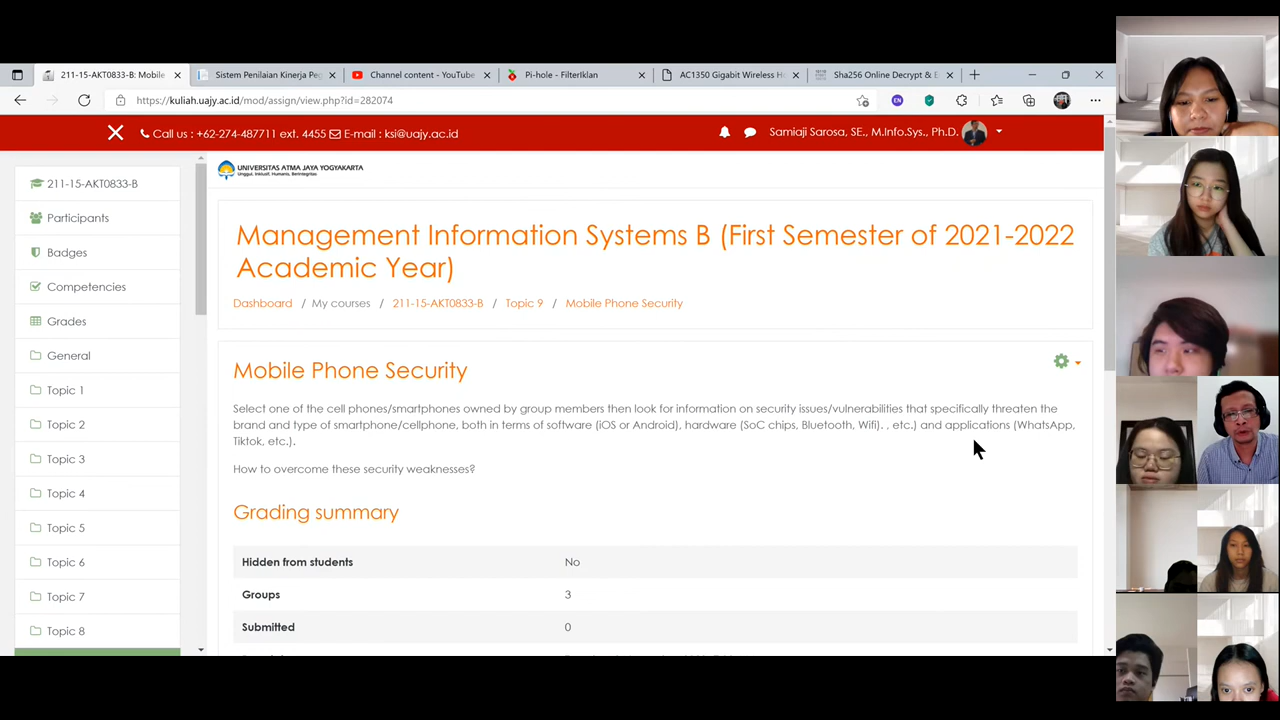 211-15-AKT0833-B: Mobile
Sistem Penilaian Kinerja Peg
Channel content - YouTube
Pi-hole - FilterIklan
AC1350 Gigabit Wireless H
Sha256 Online Decrypt & E
https://kuliah.uajy.ac.id/mod/assign/view.php?id=282074
EN
Call us : +62-274-487711 ext. 4455 E-mail : ksi@uajy.ac.id
Samiaji Sarosa, SE., M.Info.Sys., Ph.D.
UNIVERSITAS ATMA JAYA YOGYAKARTA
Unggul, Inklusif, Humanis, Berintegritas
211-15-AKT0833-B
Participants
Badges
Competencies
Grades
General
Topic 1
Topic 2
Topic 3
Topic 4
Topic 5
Topic 6
Topic 7
Topic 8
Management Information Systems B (First Semester of 2021-2022
Academic Year)
Dashboard / My courses / 211-15-AKT0833-B / Topic 9 / Mobile Phone Security
Mobile Phone Security
Select one of the cell phones/smartphones owned by group members then look for information on security issues/vulnerabilities that specifically threaten the
brand and type of smartphone/cellphone, both in terms of software (iOS or Android), hardware (SoC chips, Bluetooth, Wifi). , etc.) and applications (WhatsApp,
Tiktok, etc.).
How to overcome these security weaknesses?
Grading summary
Hidden from students No
Groups 3
Submitted 0